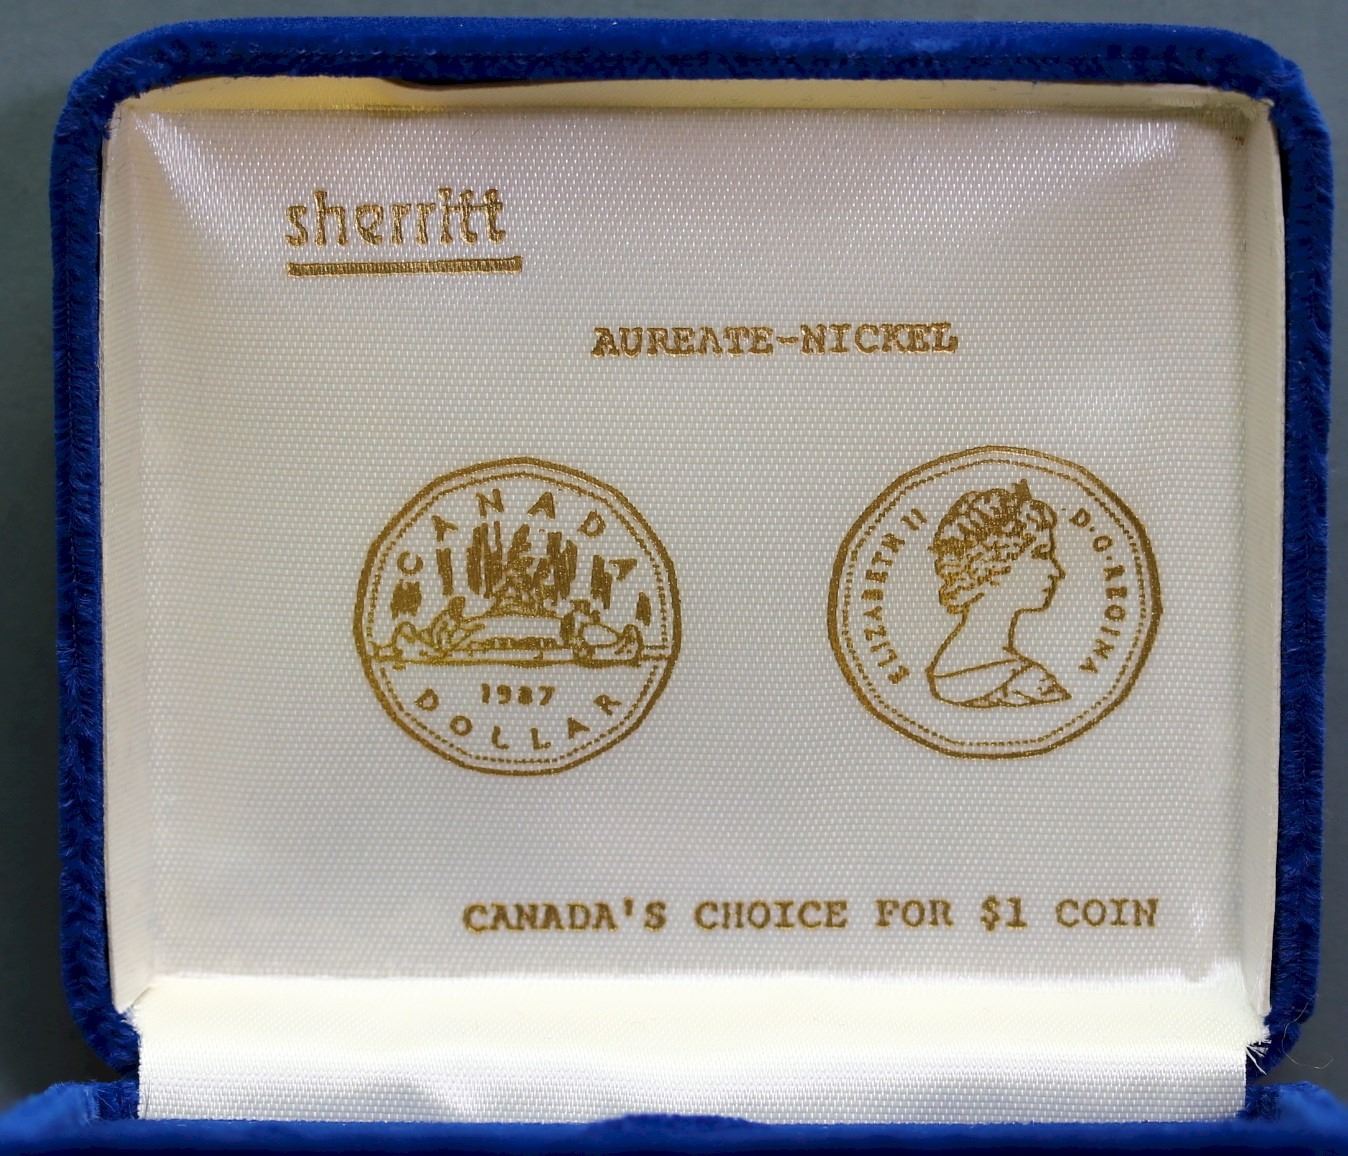 sherritt
AUREATE-NICKEL
CANADA
1987
DOLLAR
ELIZABETH II D·G·REGINA
CANADA'S CHOICE FOR $1 COIN